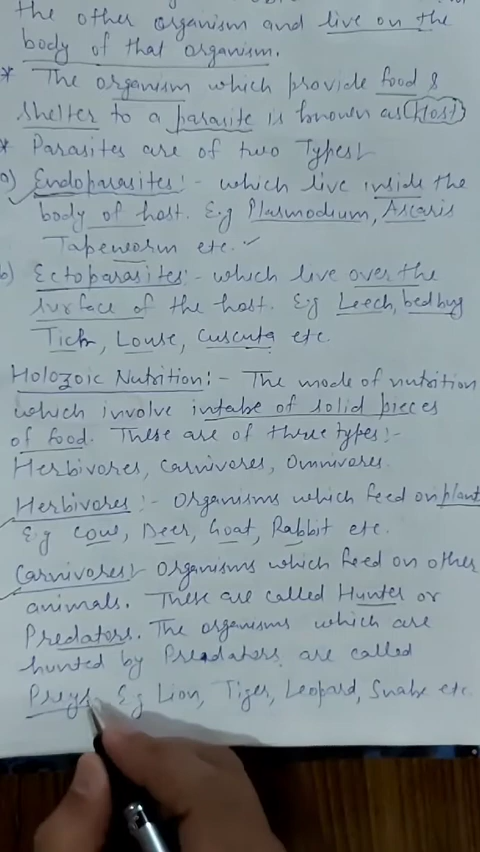 the other organism and live on the
body of that organism.
* The organism which provide food &
shelter to a parasite is known as (Host)
* Parasites are of two Types:-
a) Endoparasites:- which live inside the
body of host. E.g Plasmodium, Ascaris
Tapeworm etc.
b) Ectoparasites:- which live over the
surface of the host. E.g Leech, bedbug
Tick, Louse, Cuscuta etc.
Holozoic Nutrition:- The mode of nutrition
which involve intake of solid pieces
of food. These are of three types:-
Herbivores, Carnivores, Omnivores.
Herbivores:- Organisms which feed on plant
E.g Cow, Deer, Goat, Rabbit etc.
Carnivores:- Organisms which feed on other
animals. These are called Hunter or
Predators. The organisms which are
hunted by Predators are called
Preys. E.g Lion, Tiger, Leopard, Snake etc.